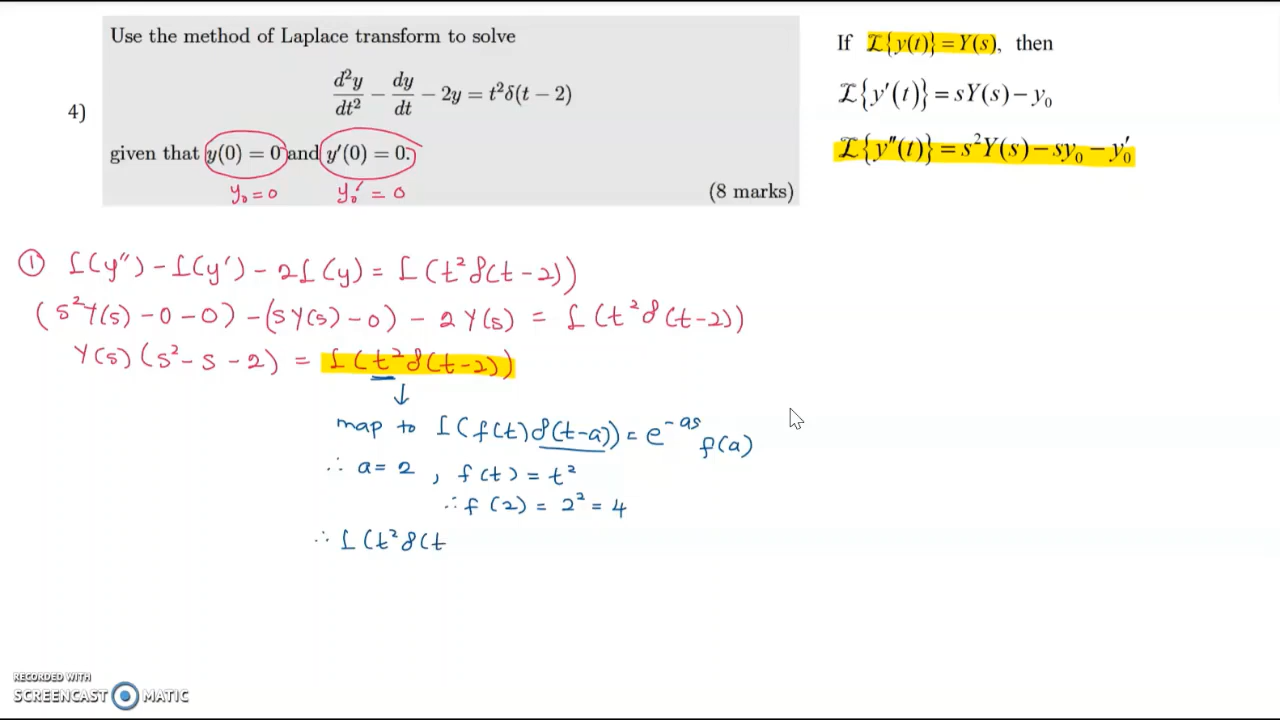 Use the method of Laplace transform to solve
4)
d²y/dt² − dy/dt − 2y = t²δ(t − 2)
given that y(0) = 0 and y′(0) = 0.
y₀ = 0 y₀′ = 0
(8 marks)
If ℒ{y(t)} = Y(s), then
ℒ{y′(t)} = sY(s) − y₀
ℒ{y″(t)} = s²Y(s) − sy₀ − y₀′
① ℒ(y″) − ℒ(y′) − 2ℒ(y) = ℒ(t²δ(t−2))
(s²Y(s) − 0 − 0) − (sY(s) − 0) − 2Y(s) = ℒ(t²δ(t−2))
Y(s)(s² − s − 2) = ℒ(t²δ(t−2))
↓
map to ℒ(f(t)δ(t−a)) = e^(−as) f(a)
∴ a = 2, f(t) = t²
∴ f(2) = 2² = 4
∴ ℒ(t²δ(t
RECORDED WITH
SCREENCAST MATIC